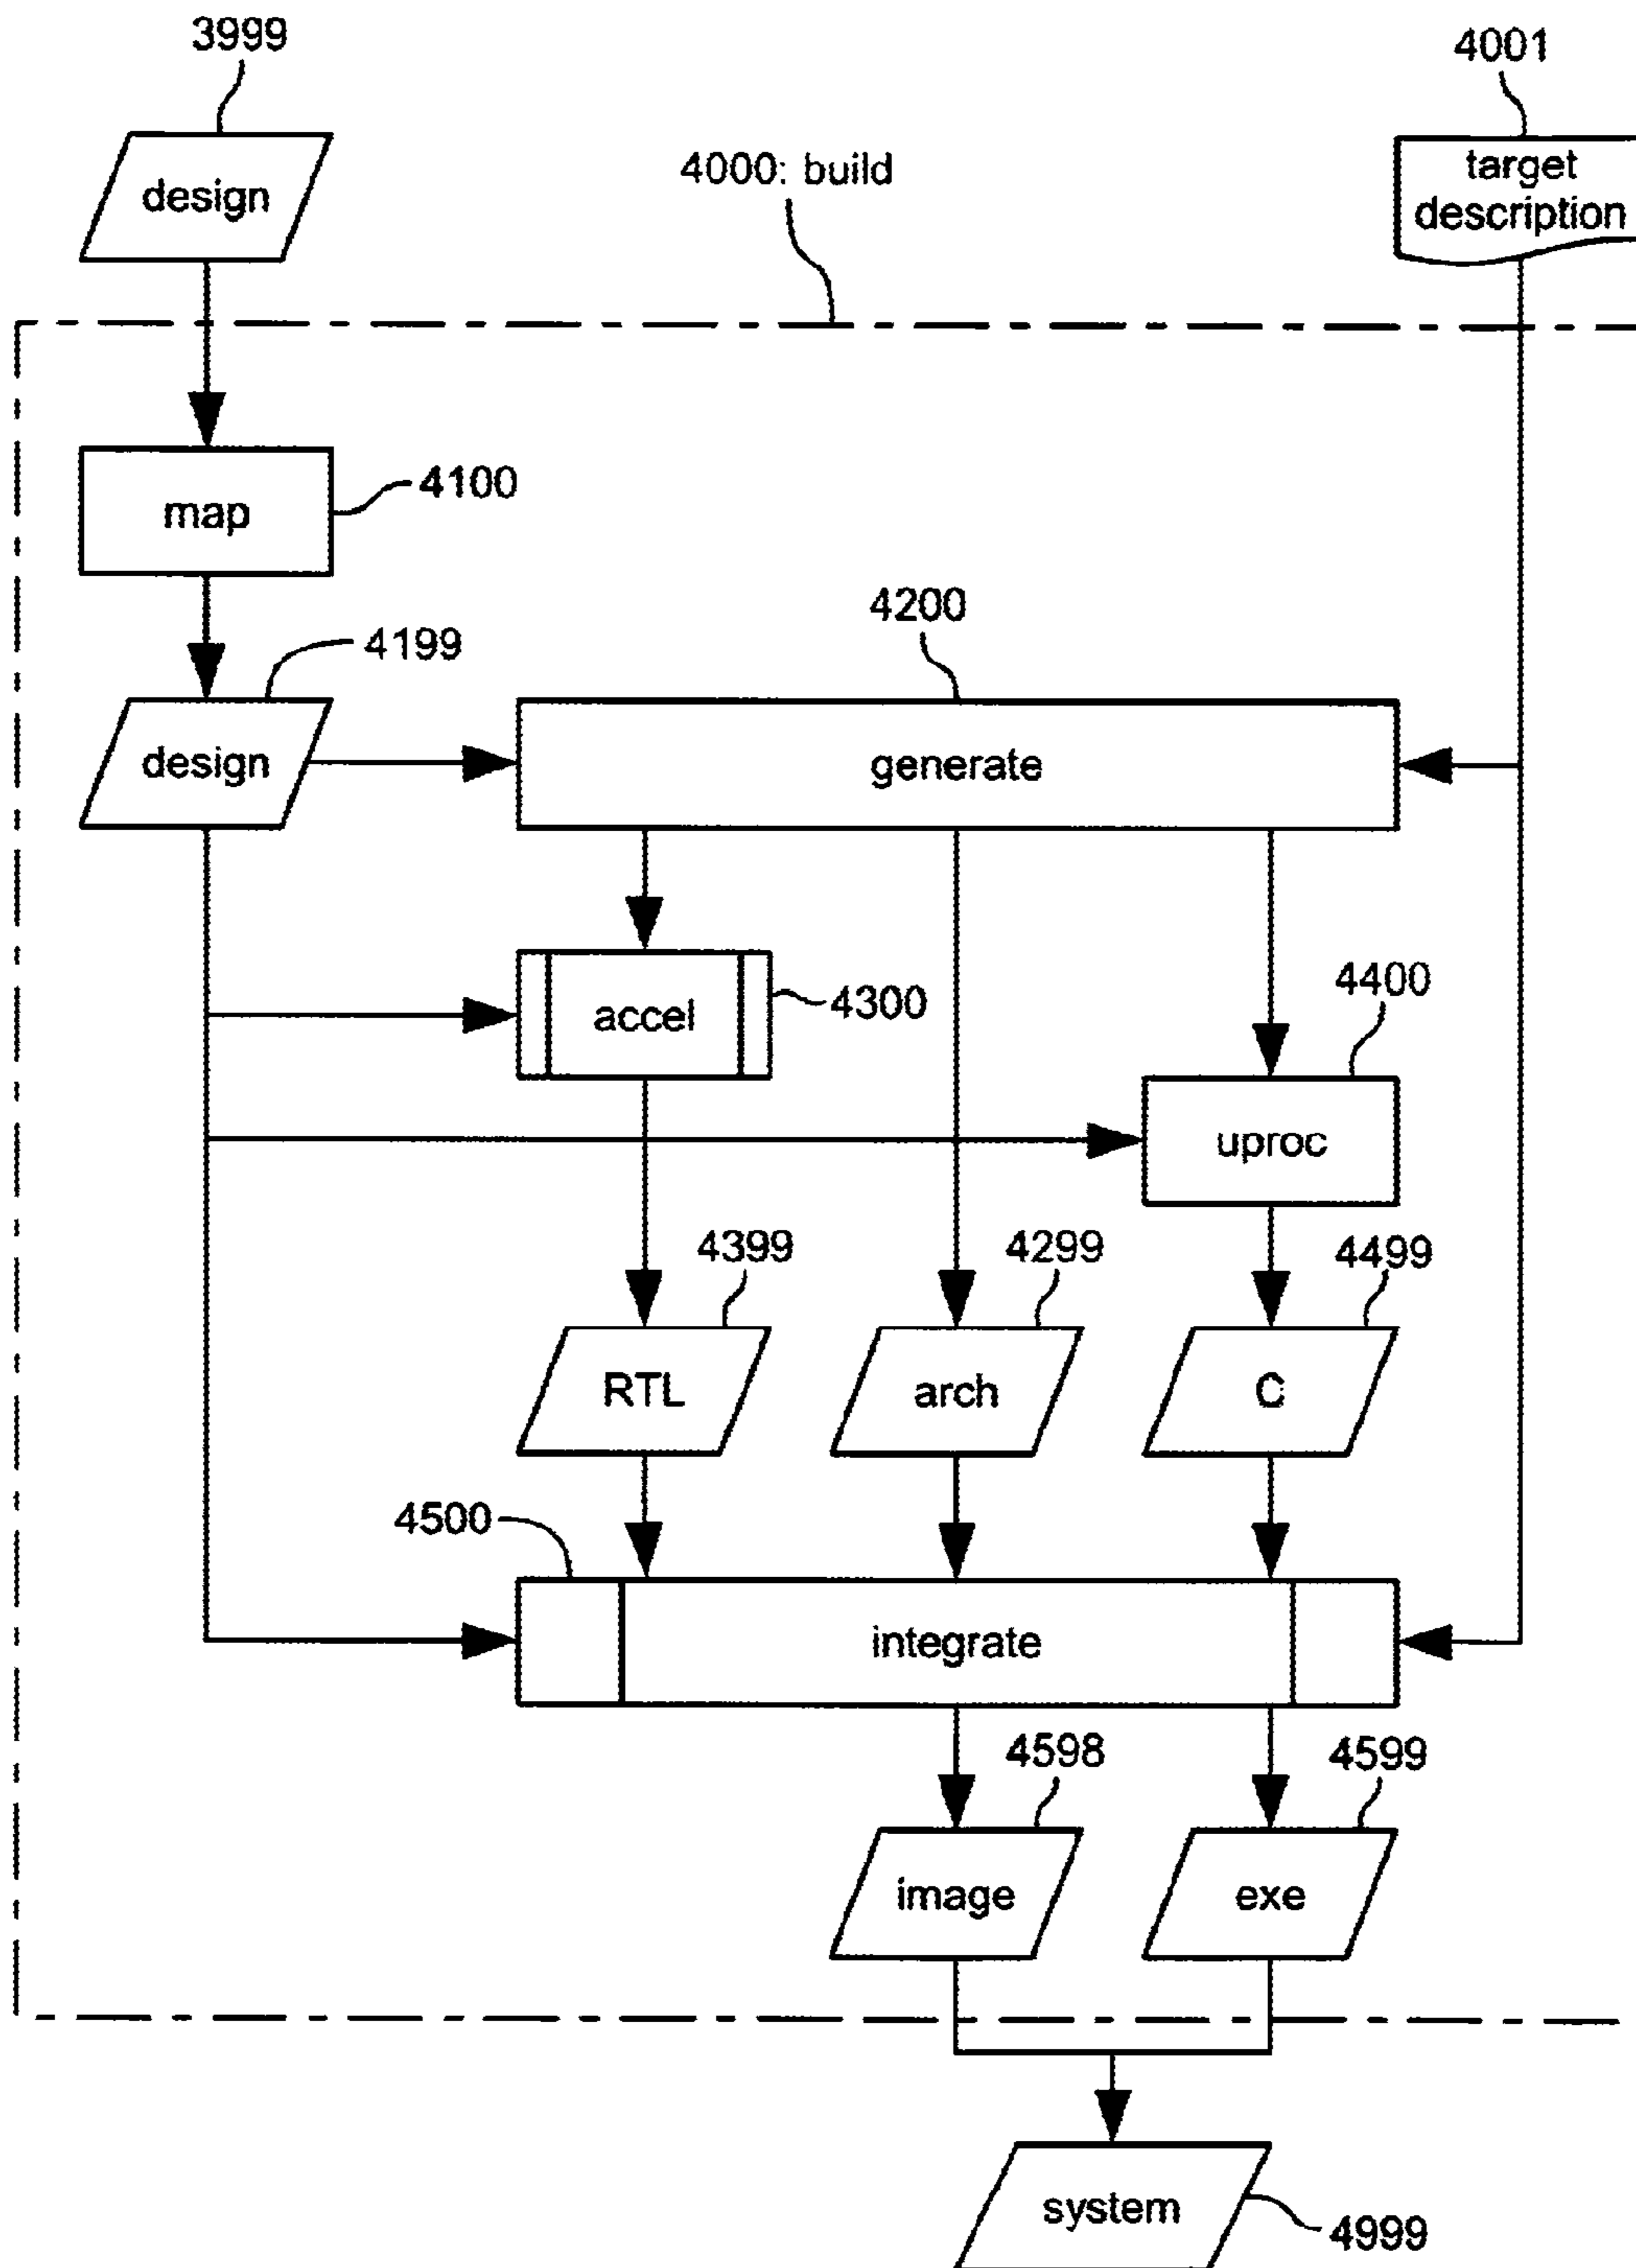 3999
4001
design
4000: build
target
description
map
4100
4200
4199
design
generate
accel
4300
4400
uproc
4399
4299
4499
RTL
arch
C
4500
integrate
4598
4599
image
exe
system
4999